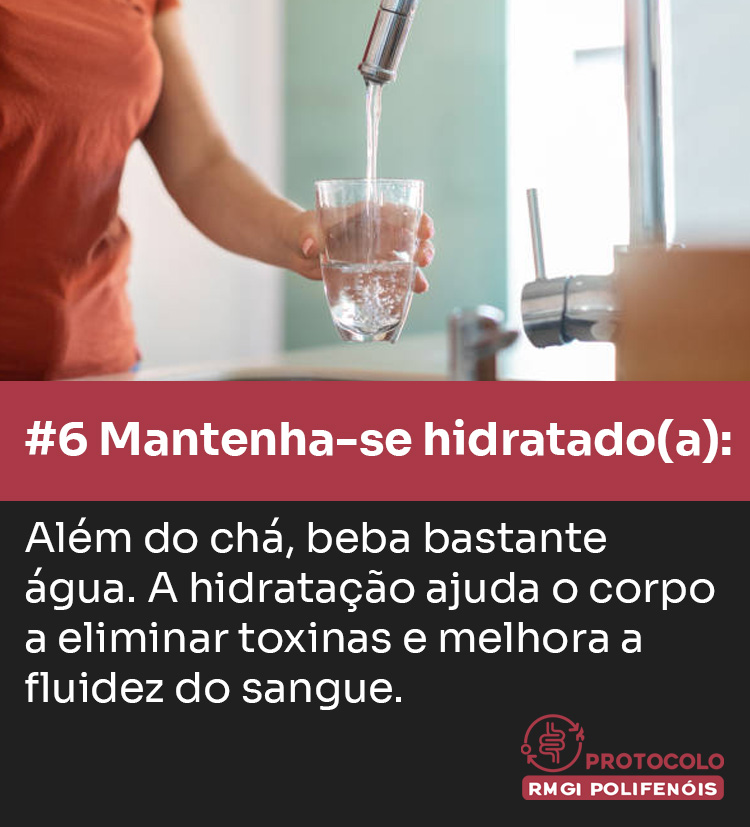 #6 Mantenha-se hidratado(a):
Além do chá, beba bastante
água. A hidratação ajuda o corpo
a eliminar toxinas e melhora a
fluidez do sangue.
PROTOCOLO
RMGI POLIFENÓIS